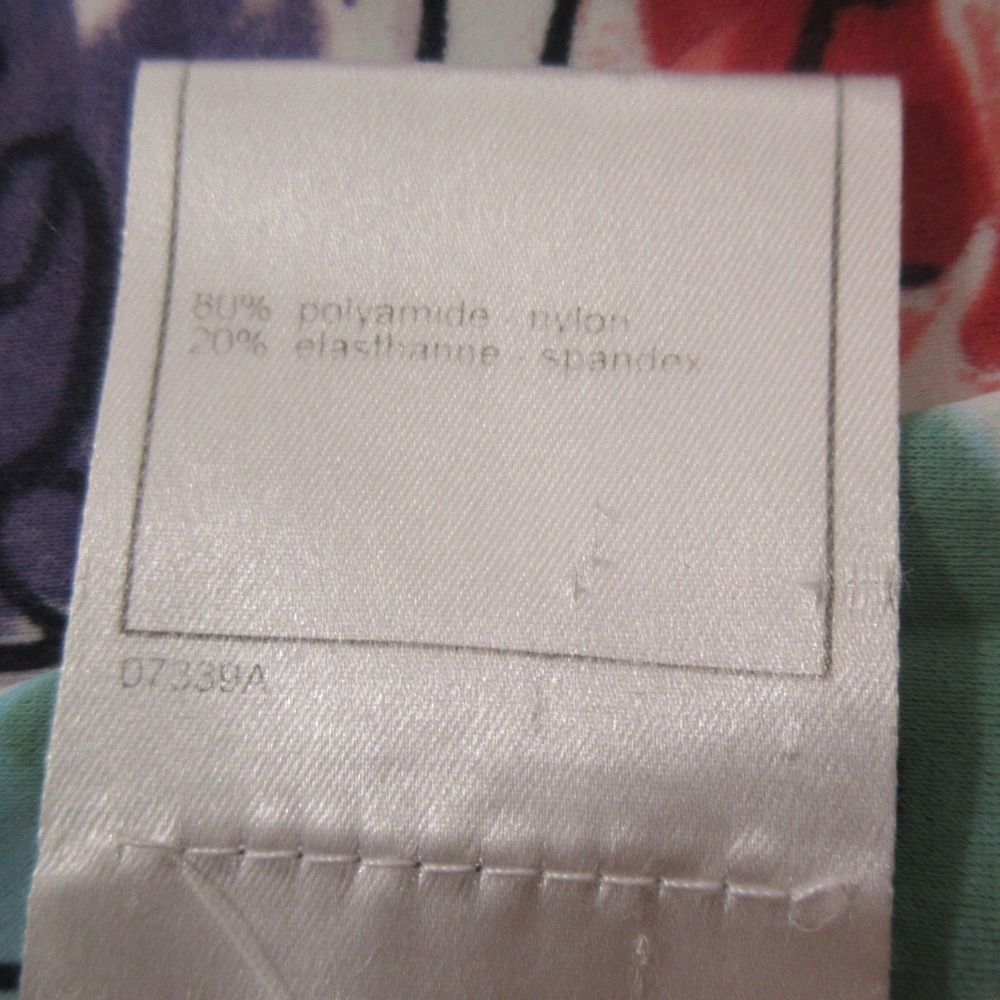 80% polyamide - nylon
20% elasthanne - spandex
07339A